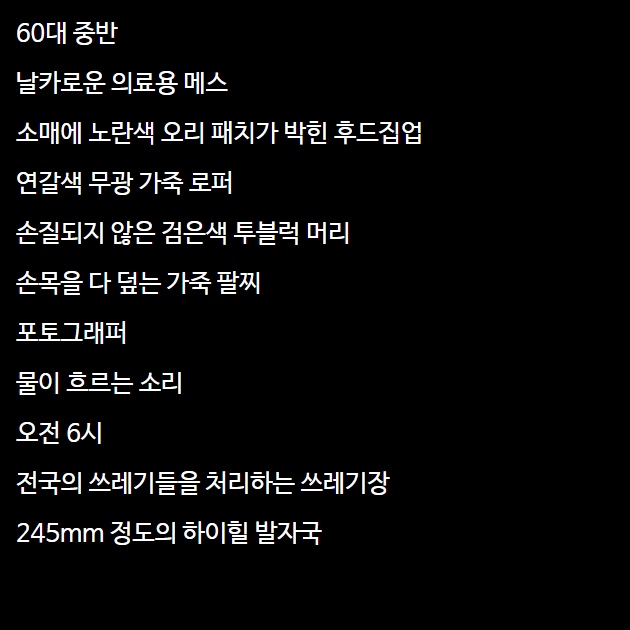 60대 중반
날카로운 의료용 메스
소매에 노란색 오리 패치가 박힌 후드집업
연갈색 무광 가죽 로퍼
손질되지 않은 검은색 투블럭 머리
손목을 다 덮는 가죽 팔찌
포토그래퍼
물이 흐르는 소리
오전 6시
전국의 쓰레기들을 처리하는 쓰레기장
245mm 정도의 하이힐 발자국